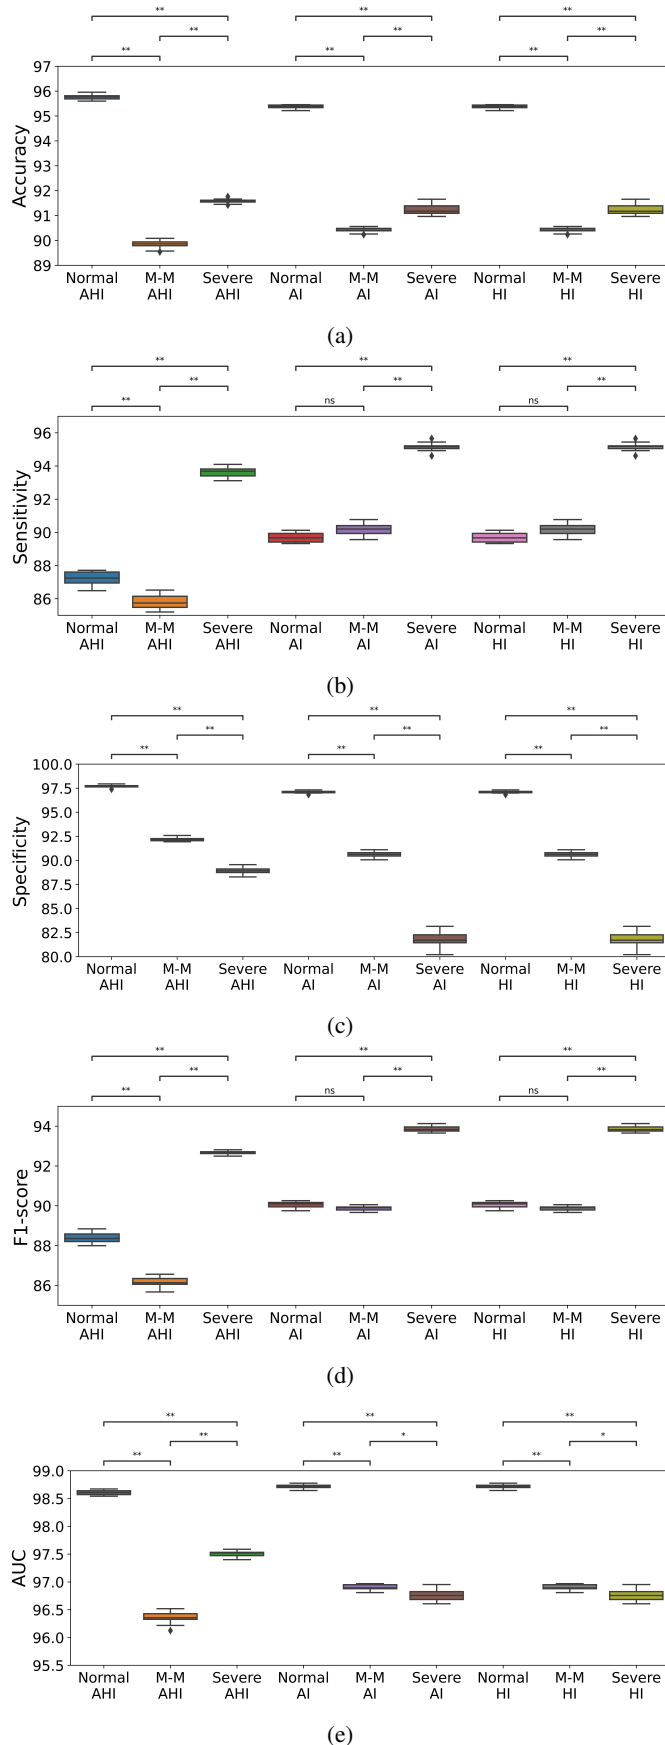 ** **
** ** ** **
** ** **
** ** **
97
96
95
94
93
92
91
90
89
Accuracy
Normal M-M Severe Normal M-M Severe Normal M-M Severe
AHI AHI AHI AI AI AI HI HI HI
(a)
** ** **
** ** **
** ns ns
96
94
92
90
88
86
Sensitivity
Normal M-M Severe Normal M-M Severe Normal M-M Severe
AHI AHI AHI AI AI AI HI HI HI
(b)
** ** **
** ** **
** ** **
100.0
97.5
95.0
92.5
90.0
87.5
85.0
82.5
80.0
Specificity
Normal M-M Severe Normal M-M Severe Normal M-M Severe
AHI AHI AHI AI AI AI HI HI HI
(c)
** ** **
** ** **
** ns ns
94
92
90
88
86
F1-score
Normal M-M Severe Normal M-M Severe Normal M-M Severe
AHI AHI AHI AI AI AI HI HI HI
(d)
** ** **
** * *
** ** **
99.0
98.5
98.0
97.5
97.0
96.5
96.0
95.5
AUC
Normal M-M Severe Normal M-M Severe Normal M-M Severe
AHI AHI AHI AI AI AI HI HI HI
(e)